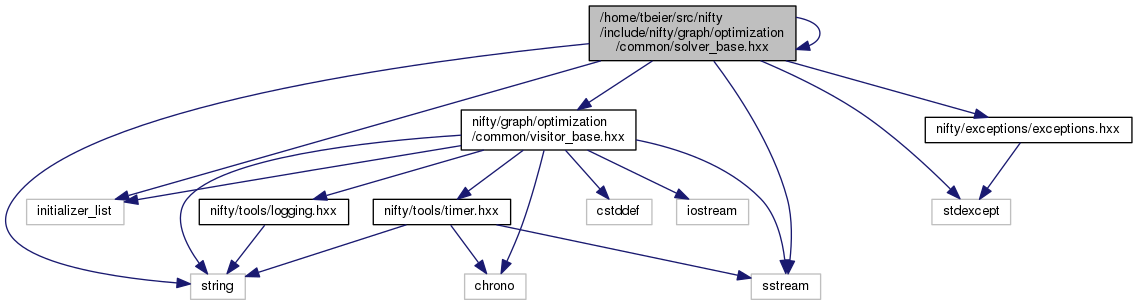 /home/tbeier/src/nifty
/include/nifty/graph/optimization
/common/solver_base.hxx
nifty/graph/optimization
/common/visitor_base.hxx
nifty/exceptions/exceptions.hxx
initializer_list
nifty/tools/logging.hxx
nifty/tools/timer.hxx
cstddef
iostream
stdexcept
string
chrono
sstream